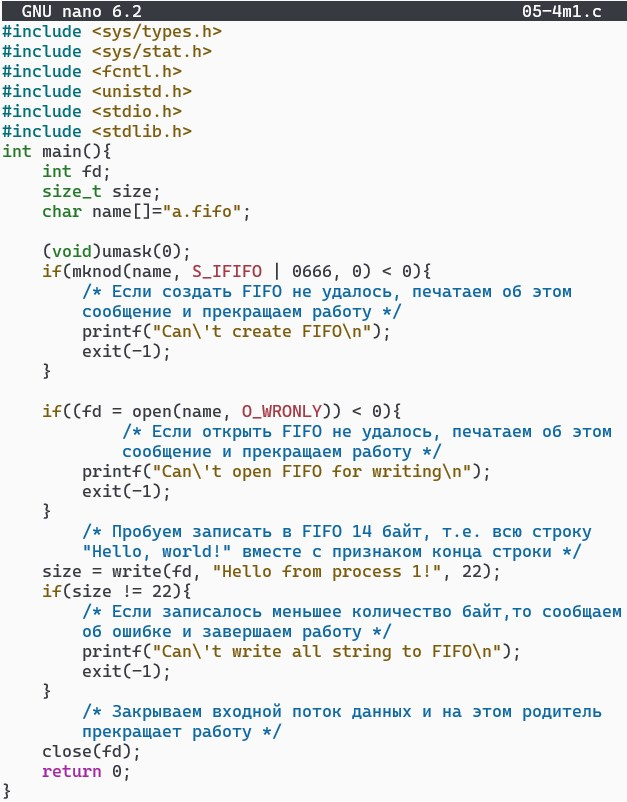 GNU nano 6.2 05-4m1.c
#include <sys/types.h>
#include <sys/stat.h>
#include <fcntl.h>
#include <unistd.h>
#include <stdio.h>
#include <stdlib.h>
int main(){
    int fd;
    size_t size;
    char name[]="a.fifo";

    (void)umask(0);
    if(mknod(name, S_IFIFO | 0666, 0) < 0){
        /* Если создать FIFO не удалось, печатаем об этом
        сообщение и прекращаем работу */
        printf("Can\'t create FIFO\n");
        exit(-1);
    }

    if((fd = open(name, O_WRONLY)) < 0){
            /* Если открыть FIFO не удалось, печатаем об этом
            сообщение и прекращаем работу */
        printf("Can\'t open FIFO for writing\n");
        exit(-1);
    }
        /* Пробуем записать в FIFO 14 байт, т.е. всю строку
        "Hello, world!" вместе с признаком конца строки */
    size = write(fd, "Hello from process 1!", 22);
    if(size != 22){
        /* Если записалось меньшее количество байт,то сообщаем
        об ошибке и завершаем работу */
        printf("Can\'t write all string to FIFO\n");
        exit(-1);
    }
        /* Закрываем входной поток данных и на этом родитель
        прекращает работу */
    close(fd);
    return 0;
}